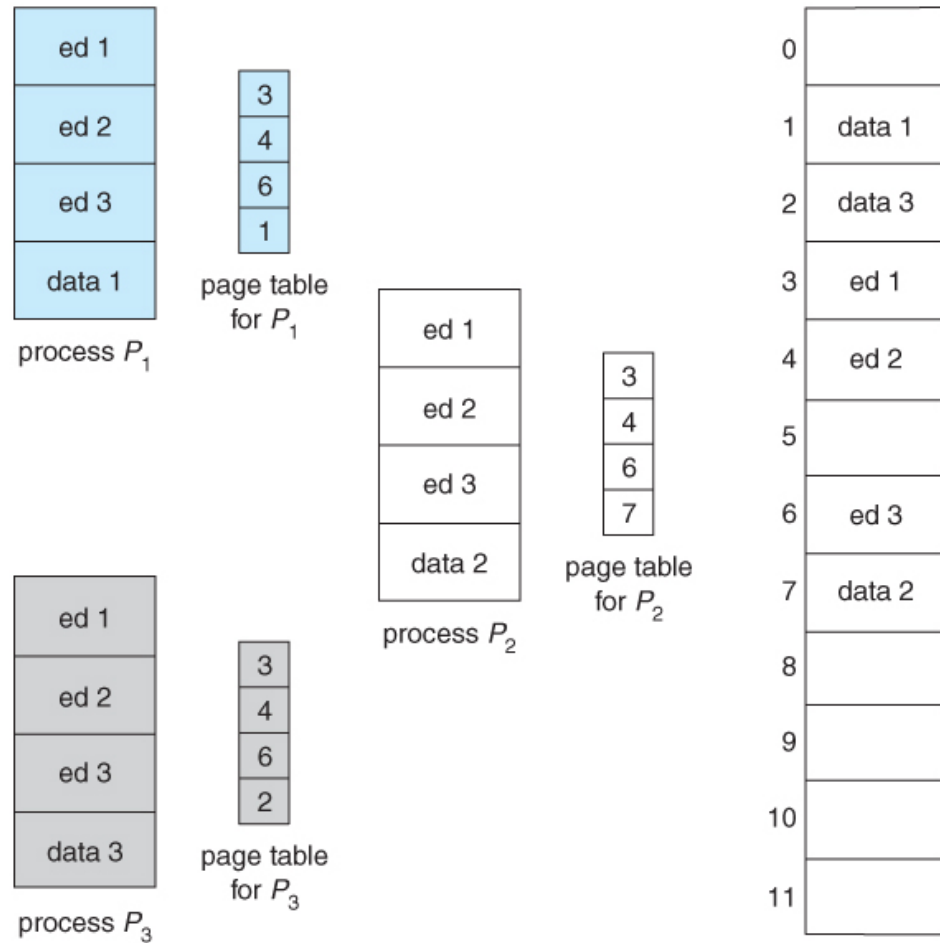 ed 1
ed 2
ed 3
data 1
process P1
3
4
6
1
page table
for P1
ed 1
ed 2
ed 3
data 2
process P2
3
4
6
7
page table
for P2
ed 1
ed 2
ed 3
data 3
process P3
3
4
6
2
page table
for P3
0
1 data 1
2 data 3
3 ed 1
4 ed 2
5
6 ed 3
7 data 2
8
9
10
11